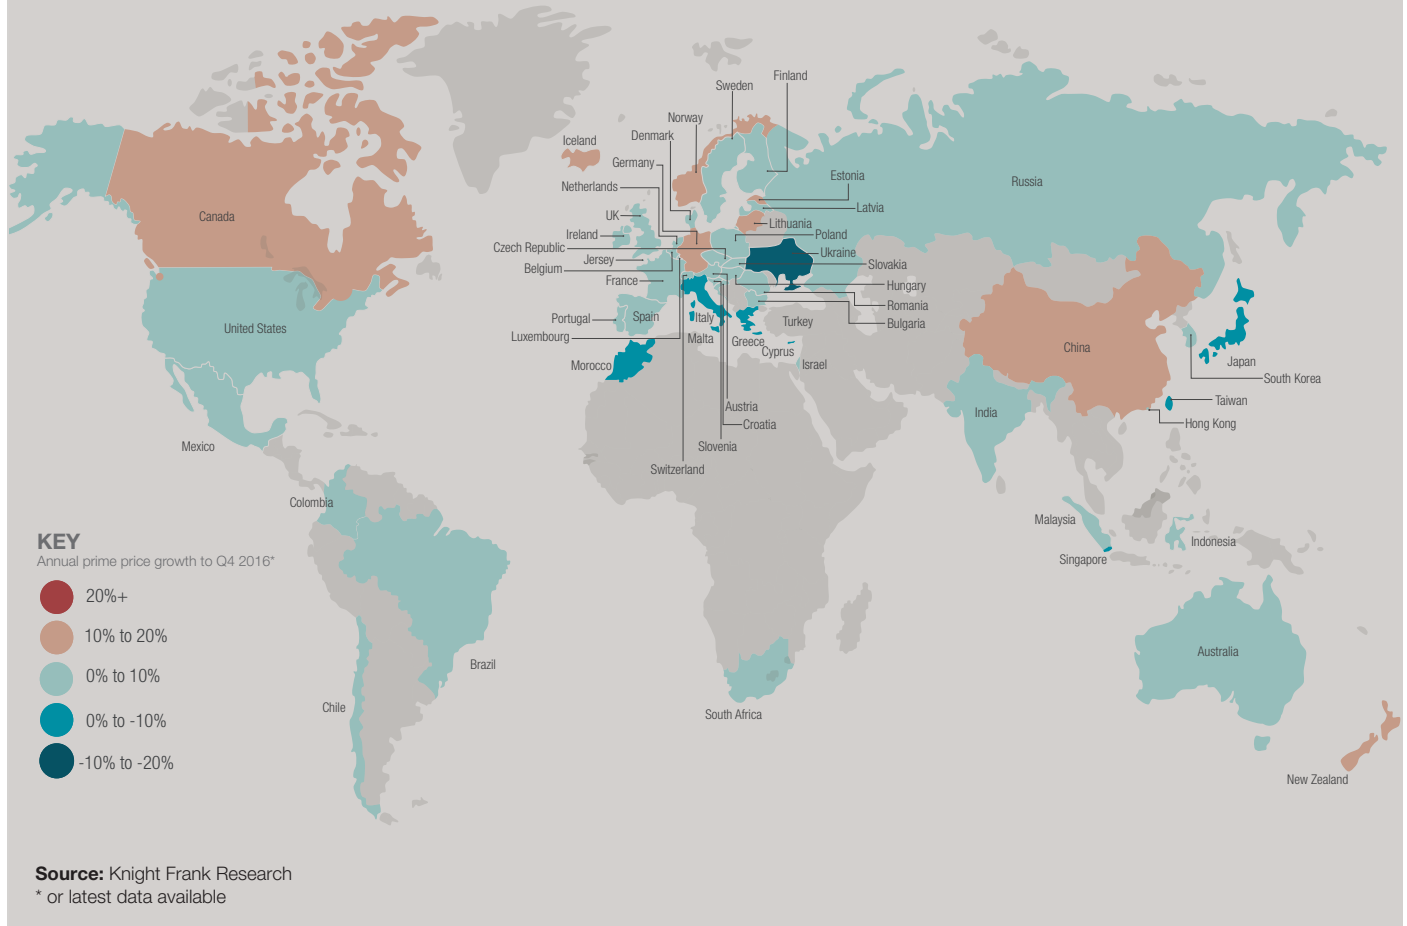 Finland
Sweden
Norway
Denmark
Iceland
Germany
Estonia
Netherlands
Russia
Latvia
UK
Canada
Lithuania
Ireland
Poland
Czech Republic
Ukraine
Jersey
Slovakia
Belgium
France
Hungary
Romania
Portugal
Spain
Italy
Turkey
Bulgaria
United States
Luxembourg
Malta
Greece
China
Cyprus
Japan
Morocco
Israel
South Korea
Taiwan
Austria
India
Croatia
Hong Kong
Mexico
Slovenia
Switzerland
Colombia
Malaysia
KEY
Indonesia
Annual prime price growth to Q4 2016*
Singapore
20%+
10% to 20%
Australia
Brazil
0% to 10%
Chile
South Africa
0% to -10%
-10% to -20%
New Zealand
Source: Knight Frank Research
* or latest data available